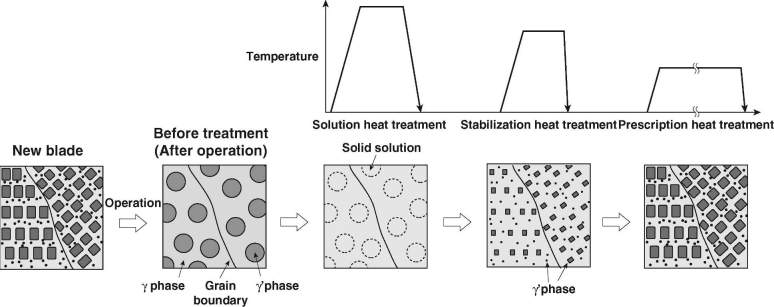 Temperature
Solution heat treatment
Stabilization heat treatment
Prescription heat treatment
New blade
Before treatment
(After operation)
Solid solution
Operation
γ phase
Grain
boundary
γ'phase
γ'phase